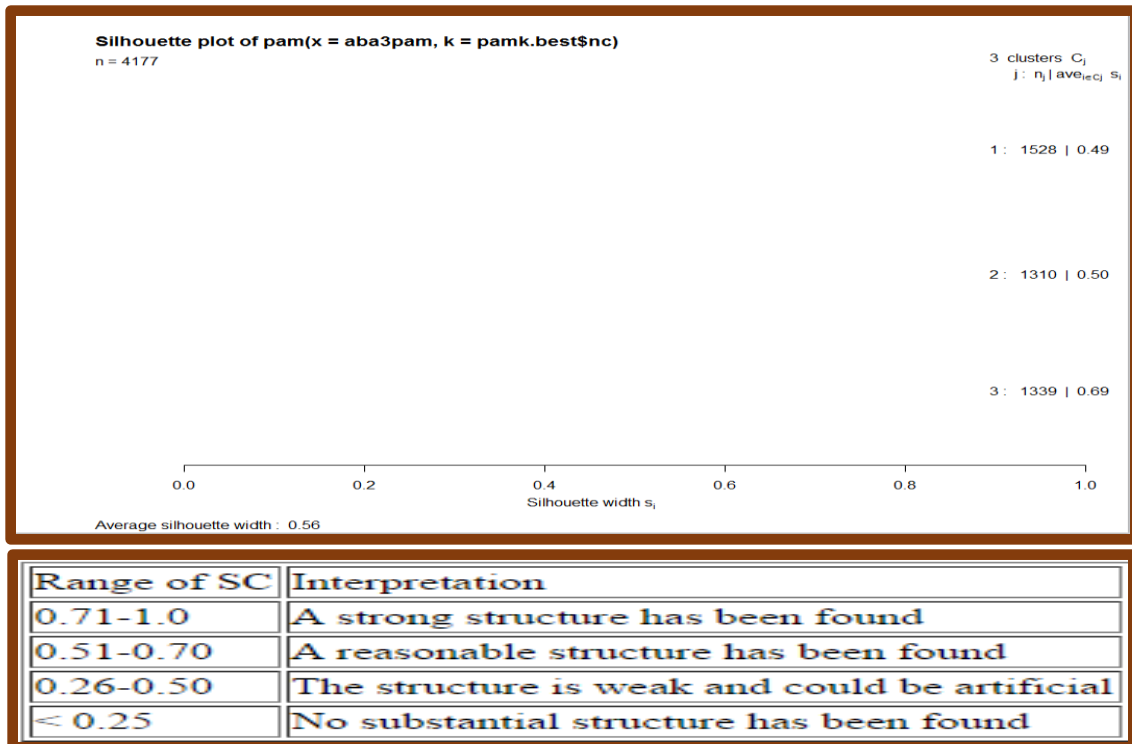 Silhouette plot of pam(x = aba3pam, k = pamk.best$nc)
n = 4177
3 clusters Cj
j : nj | avei∈Cj si
1 : 1528 | 0.49
2 : 1310 | 0.50
3 : 1339 | 0.69
0.0 0.2 0.4 0.6 0.8 1.0
Silhouette width si
Average silhouette width : 0.56
Range of SC Interpretation
0.71-1.0 A strong structure has been found
0.51-0.70 A reasonable structure has been found
0.26-0.50 The structure is weak and could be artificial
< 0.25 No substantial structure has been found